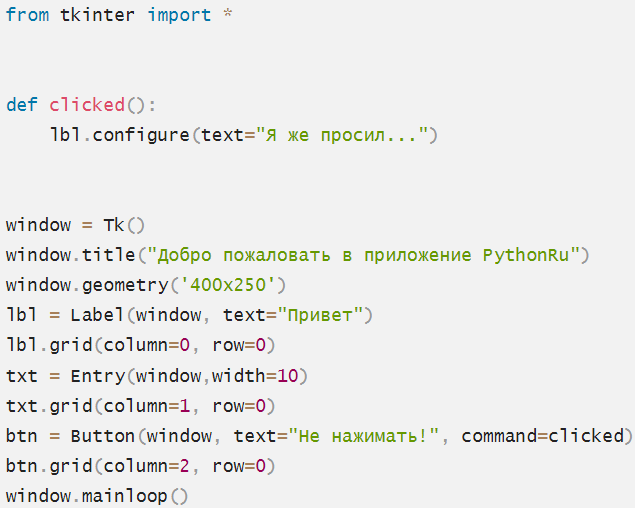 from tkinter import *
def clicked():
    lbl.configure(text="Я же просил...")
window = Tk()
window.title("Добро пожаловать в приложение PythonRu")
window.geometry('400x250')
lbl = Label(window, text="Привет")
lbl.grid(column=0, row=0)
txt = Entry(window,width=10)
txt.grid(column=1, row=0)
btn = Button(window, text="Не нажимать!", command=clicked)
btn.grid(column=2, row=0)
window.mainloop()